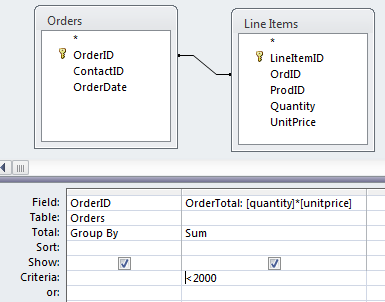 Orders
*
OrderID
ContactID
OrderDate
Line Items
*
LineItemID
OrdID
ProdID
Quantity
UnitPrice
Field: OrderID OrderTotal: [quantity]*[unitprice]
Table: Orders
Total: Group By Sum
Sort:
Show:
Criteria: <2000
or: